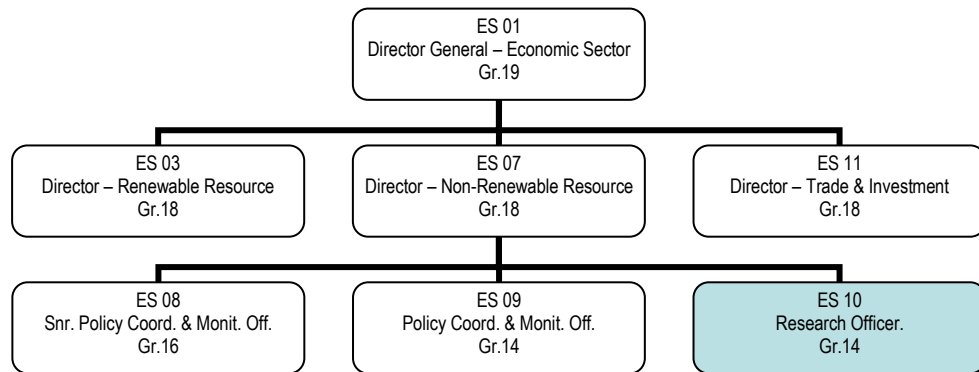 ES 01
Director General – Economic Sector
Gr.19
ES 03
Director – Renewable Resource
Gr.18
ES 07
Director – Non-Renewable Resource
Gr.18
ES 11
Director – Trade & Investment
Gr.18
ES 08
Snr. Policy Coord. & Monit. Off.
Gr.16
ES 09
Policy Coord. & Monit. Off.
Gr.14
ES 10
Research Officer.
Gr.14